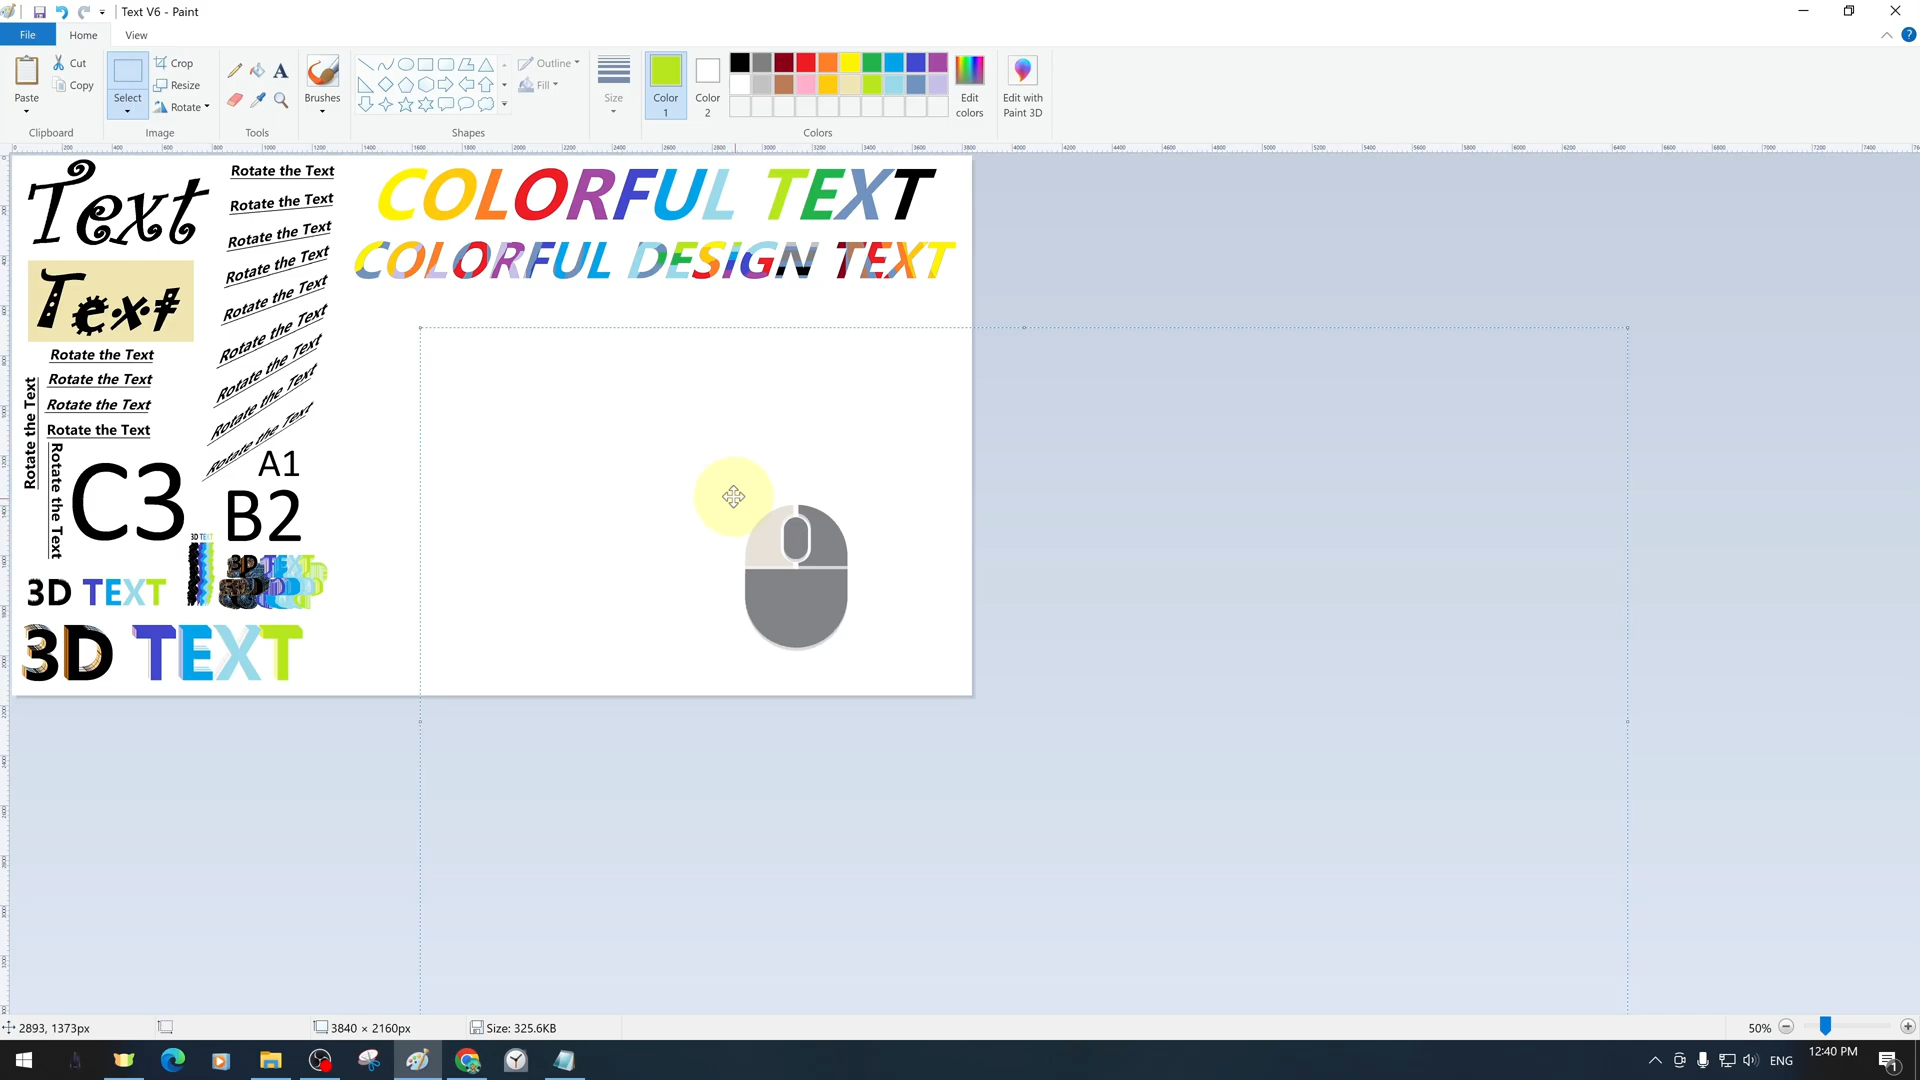 Text V6 - Paint
File
Home
View
Paste
Cut
Copy
Clipboard
Select
Crop
Resize
Rotate
Image
A
Tools
Brushes
Shapes
Outline
Fill
Size
Color
1
Color
2
Edit
colors
Colors
Edit with
Paint 3D
Text
Text
Rotate the Text
Rotate the Text
Rotate the Text
Rotate the Text
Rotate the Text
Rotate the Text
Rotate the Text
Rotate the Text
Rotate the Text
COLORFUL TEXT
COLORFUL DESIGN TEXT
Rotate the Text
Rotate the Text
Rotate the Text
Rotate the Text
Rotate the Text
Rotate the Text
C3
A1
B2
3D TEXT
3D TEXT
3D TEXT
3D TEXT
2893, 1373px
3840 × 2160px
Size: 325.6KB
50%
ENG
12:40 PM
1